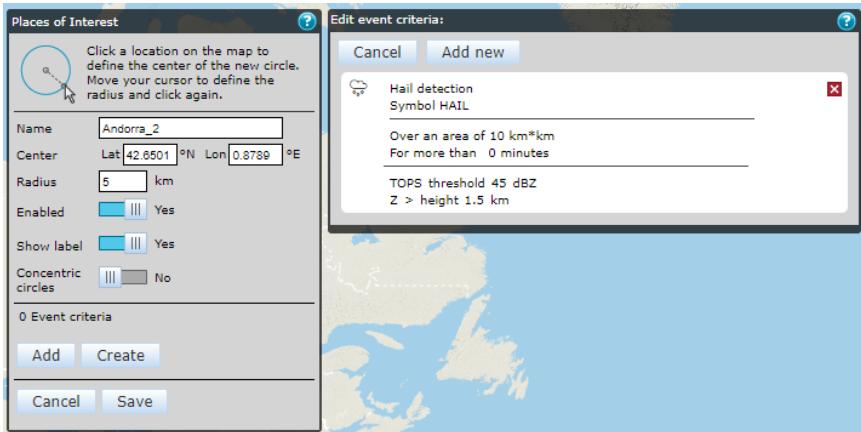 Places of Interest
?
Click a location on the map to
define the center of the new circle.
Move your cursor to define the
radius and click again.
Name Andorra_2
Center Lat 42.6501 ºN Lon 0.8789 ºE
Radius 5 km
Enabled Yes
Show label Yes
Concentric
circles No
0 Event criteria
Add Create
Cancel Save
Edit event criteria:
?
Cancel Add new
Hail detection
Symbol HAIL
Over an area of 10 km*km
For more than 0 minutes
TOPS threshold 45 dBZ
Z > height 1.5 km